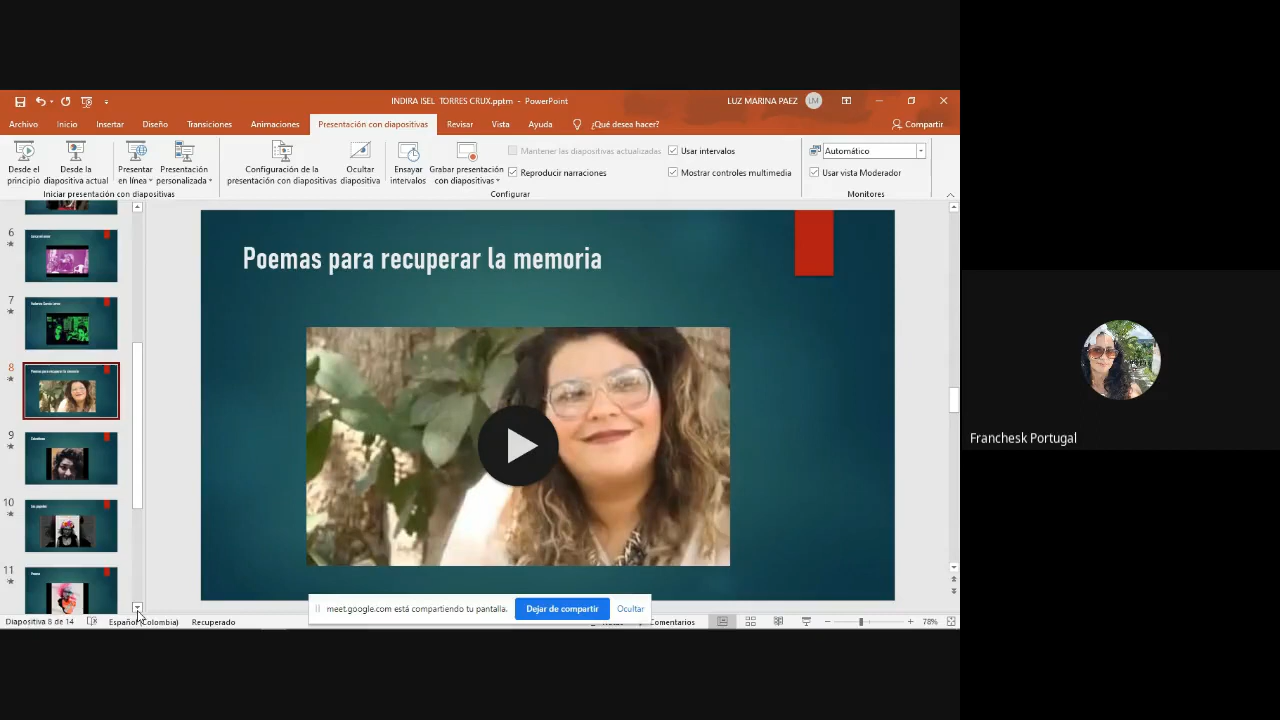 INDIRA ISEL TORRES CRUX.pptm - PowerPoint
LUZ MARINA PAEZ
LM
Archivo Inicio Insertar Diseño Transiciones Animaciones Presentación con diapositivas Revisar Vista Ayuda ¿Qué desea hacer? Compartir
Desde el principio
Desde la diapositiva actual
Presentar en línea
Presentación personalizada
Iniciar presentación con diapositivas
Configuración de la presentación con diapositivas
Ocultar diapositiva
Ensayar intervalos
Grabar presentación con diapositivas
Mantener las diapositivas actualizadas
Reproducir narraciones
Usar intervalos
Mostrar controles multimedia
Configurar
Automático
Usar vista Moderador
Monitores
6
7
8
Poemas para recuperar la memoria
9
10
11
Poemas para recuperar la memoria
meet.google.com está compartiendo tu pantalla.
Dejar de compartir
Ocultar
Diapositiva 8 de 14
Español (Colombia)
Recuperado
78%
Franchesk Portugal